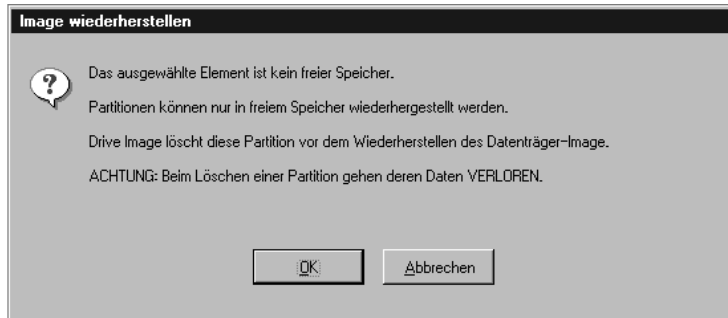 Image wiederherstellen
Das ausgewählte Element ist kein freier Speicher.
Partitionen können nur in freiem Speicher wiederhergestellt werden.
Drive Image löscht diese Partition vor dem Wiederherstellen des Datenträger-Image.
ACHTUNG: Beim Löschen einer Partition gehen deren Daten VERLOREN.
OK Abbrechen